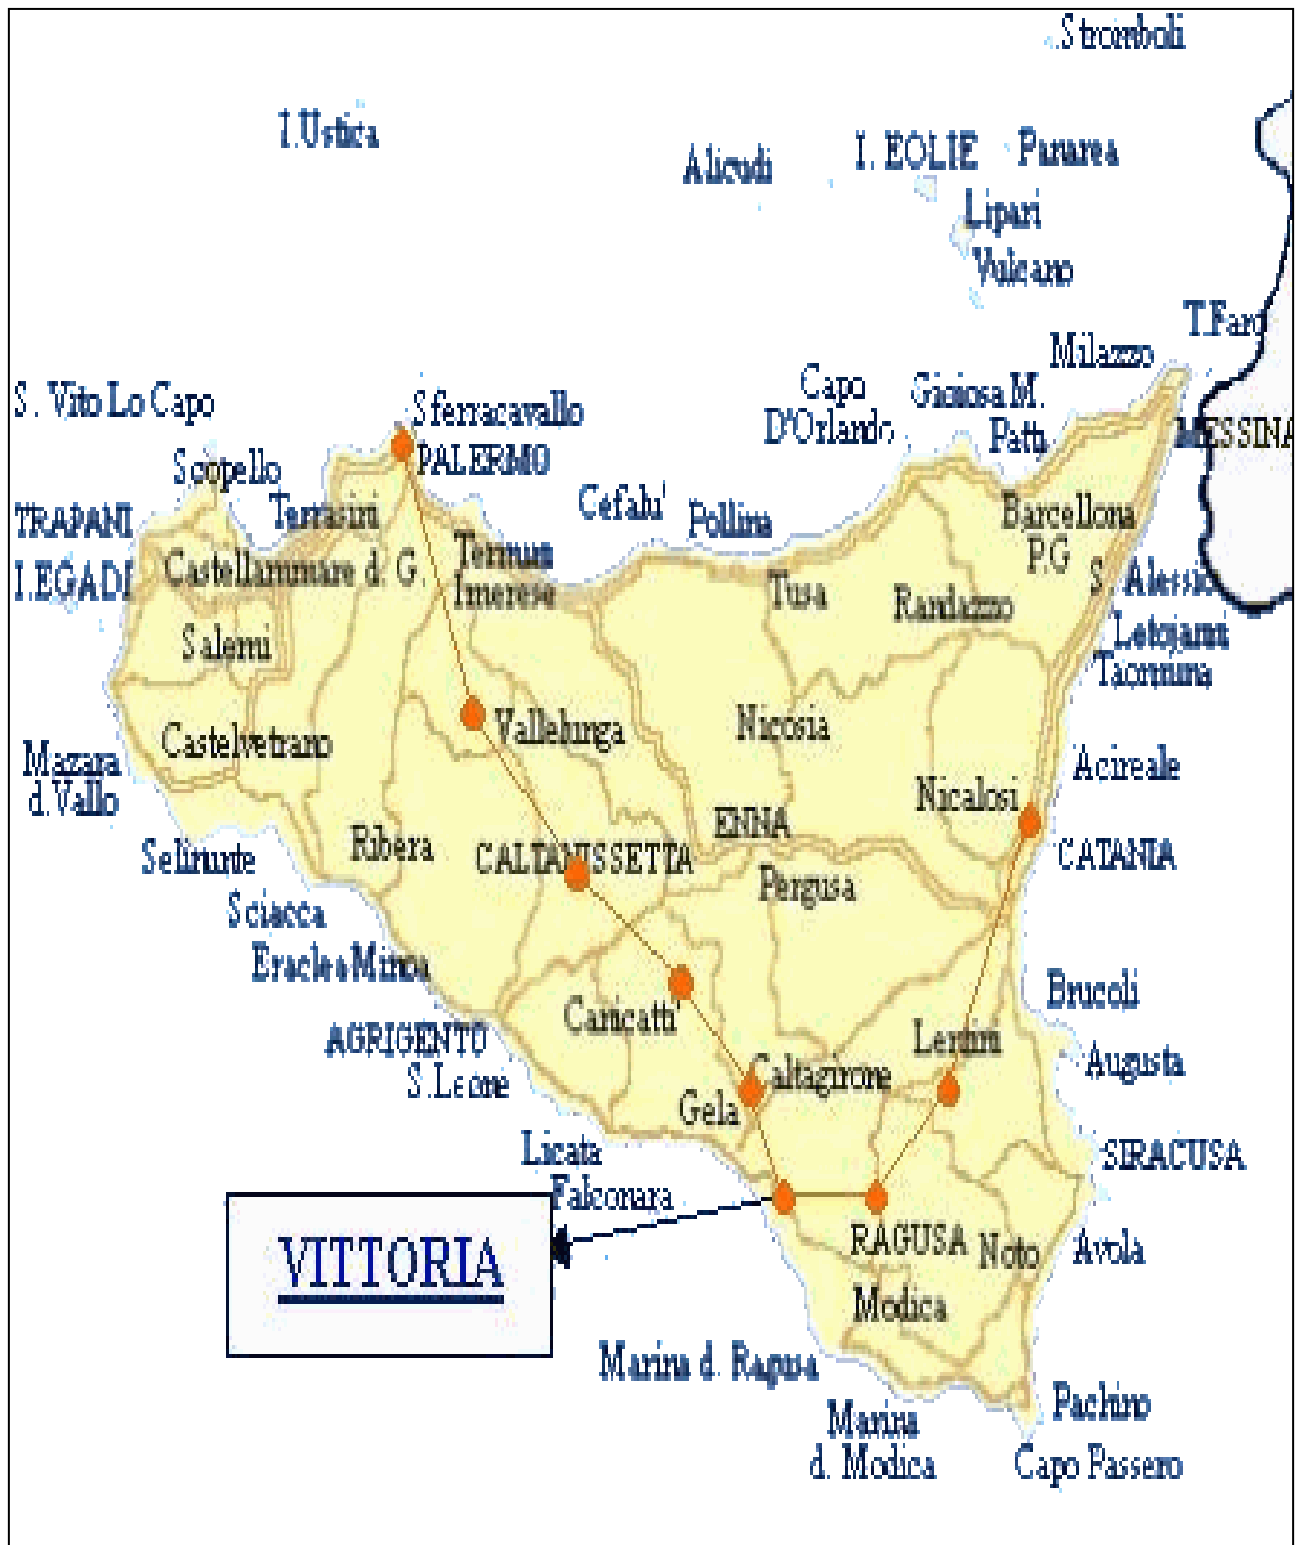 Stromboli
I.Ustica
Alicudi
I. EOLIE
Panarea
Lipari
Vulcano
T.Faro
Milazzo
Capo
D'Orlando
Gioiosa M.
Patti
MESSINA
S. Vito Lo Capo
Sferracavallo
PALERMO
Scopello
Terrasini
TRAPANI
Cefalu'
Pollina
Barcellona
P.G
I.EGADI
Castellammare d. G.
Termini
Imerese
Tusa
Randazzo
S. Alessio
Letojanni
Taormina
Salemi
Castelvetrano
Vallelunga
Nicosia
Mazara
d.Vallo
Acireale
Nicalosi
ENNA
CATANIA
Selinunte
Ribera
CALTANISSETTA
Pergusa
Sciacca
Eraclea Minoa
Brucoli
AGRIGENTO
S.Leone
Canicatti'
Lentini
Augusta
Caltagirone
Gela
Licata
Falconara
SIRACUSA
VITTORIA
RAGUSA
Noto
Avola
Modica
Marina d. Ragusa
Marina
d. Modica
Pachino
Capo Passero